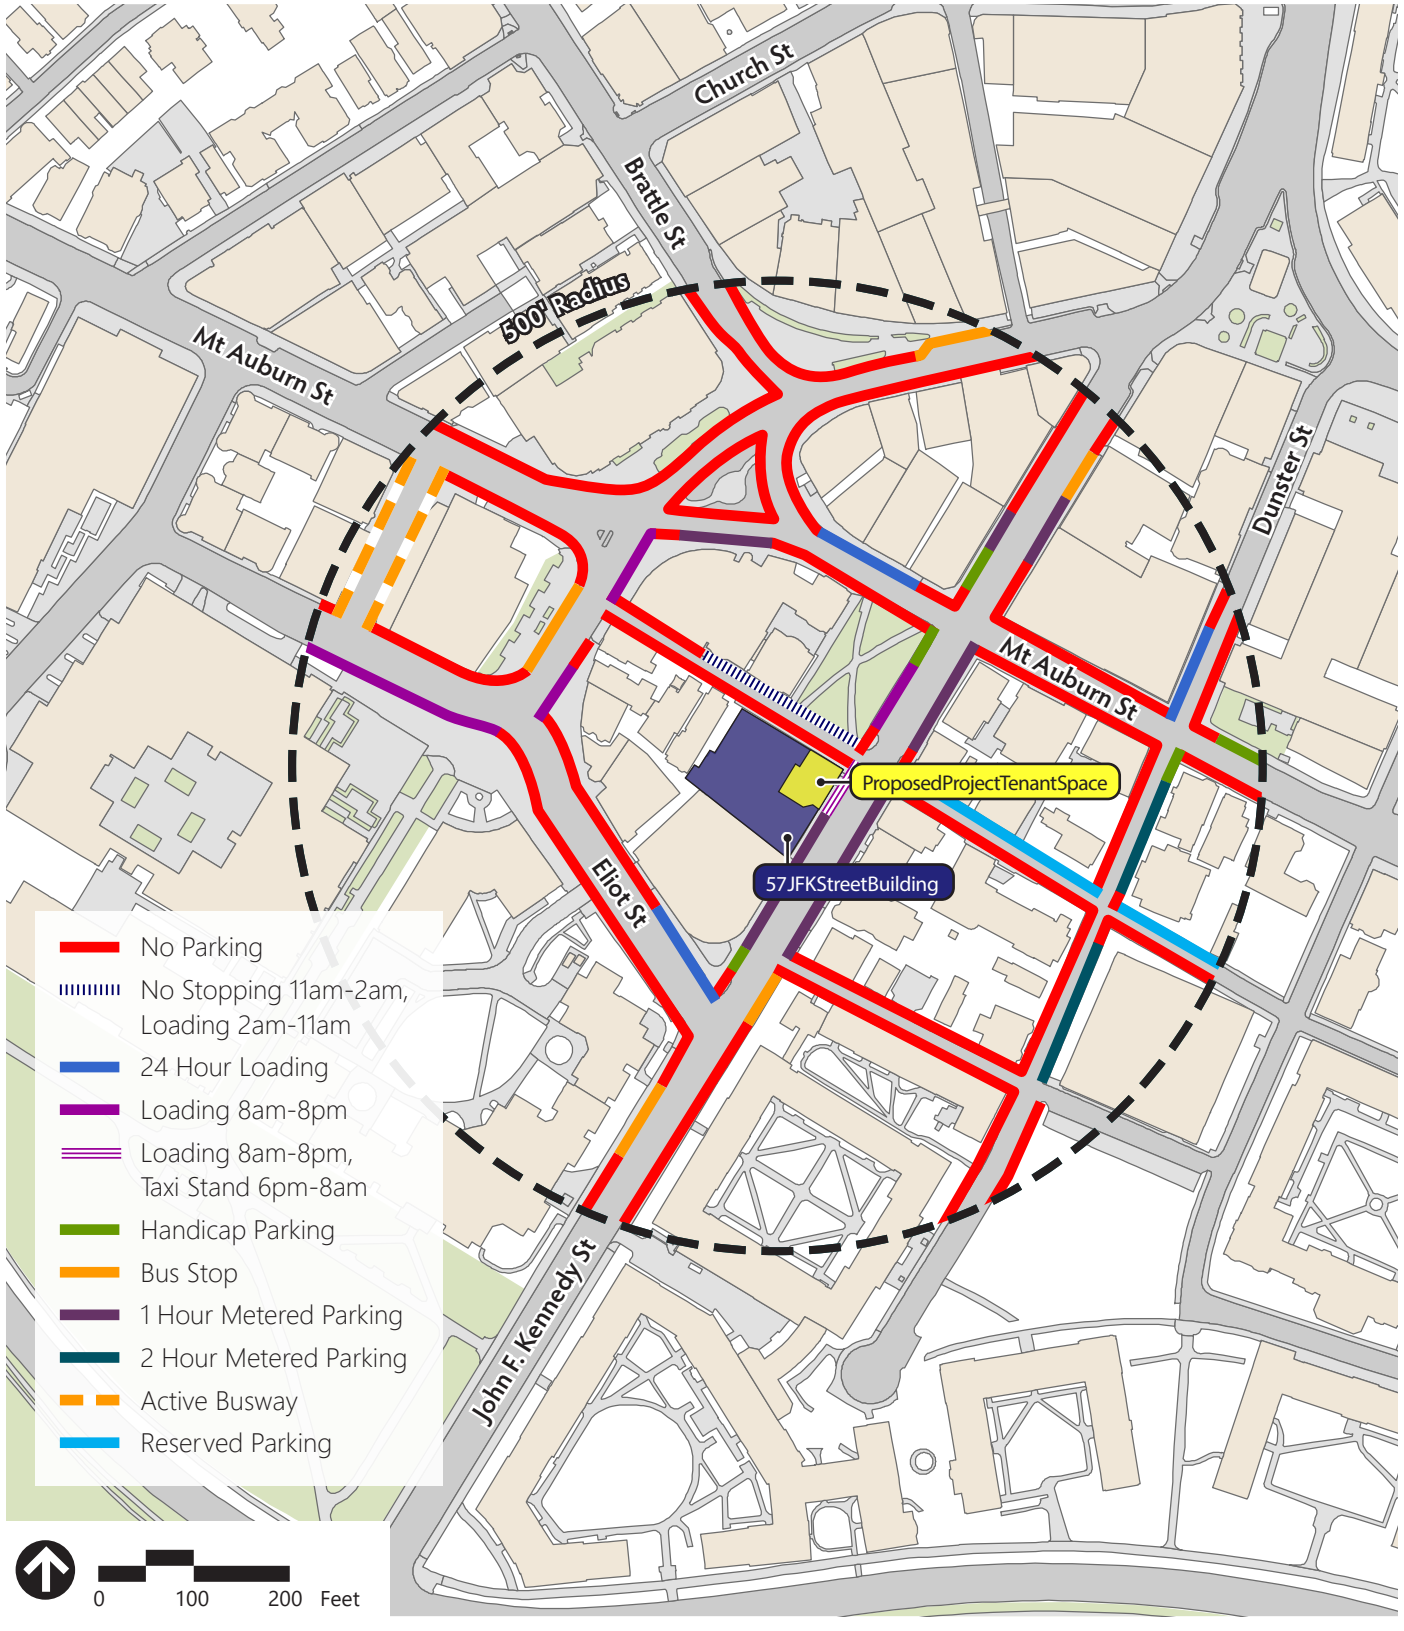 Church St
Brattle St
500' Radius
Mt Auburn St
Dunster St
Mt Auburn St
ProposedProjectTenantSpace
57JFKStreetBuilding
Eliot St
John F. Kennedy St
No Parking
No Stopping 11am-2am,
Loading 2am-11am
24 Hour Loading
Loading 8am-8pm
Loading 8am-8pm,
Taxi Stand 6pm-8am
Handicap Parking
Bus Stop
1 Hour Metered Parking
2 Hour Metered Parking
Active Busway
Reserved Parking
0 100 200 Feet